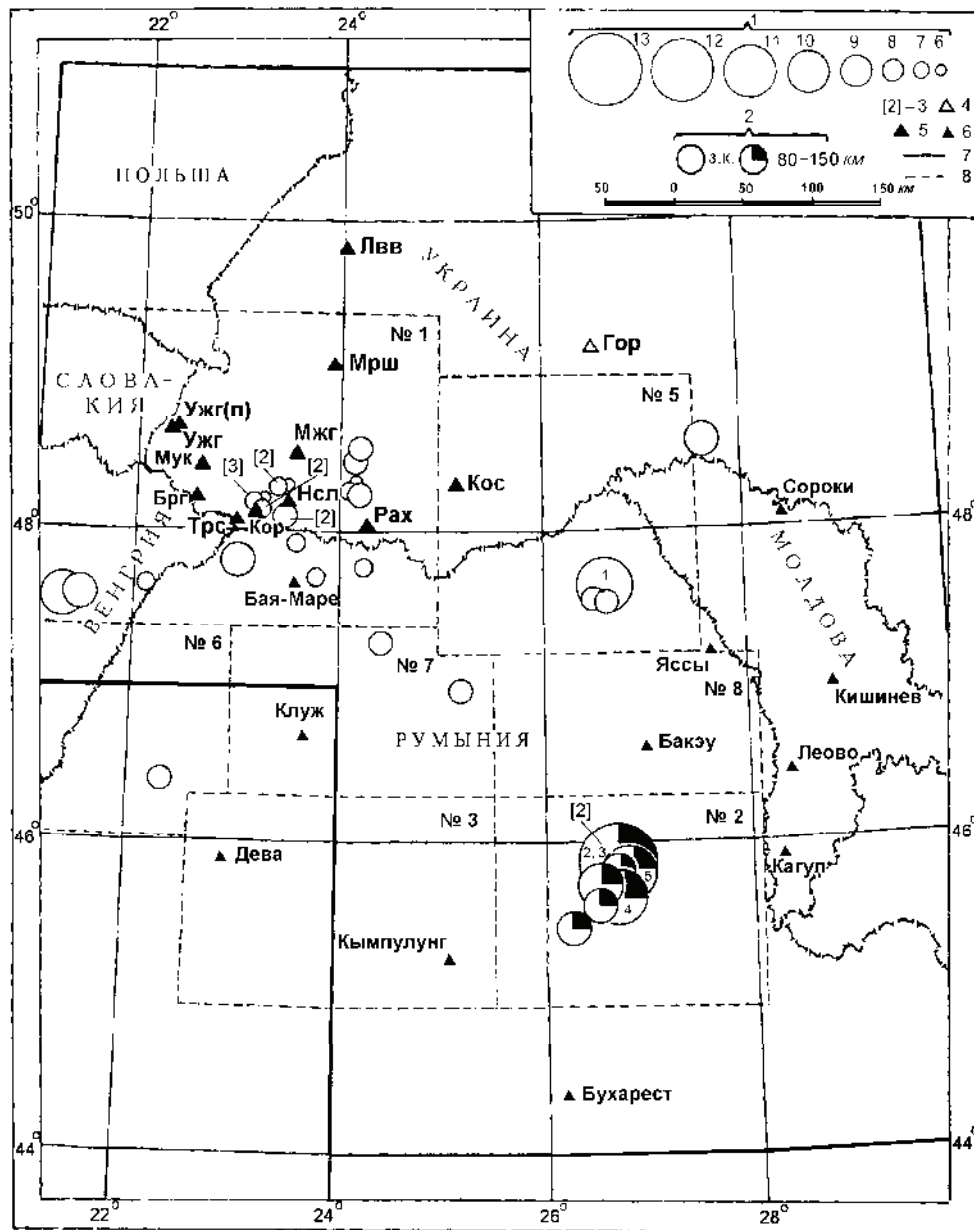 22°
24°
1
13
12
11
10
9
8
7
6
[2] – 3
4
5
6
2
з.к.
80–150 км
7
8
50
0
50
100
150 км
ПОЛЬША
50°
50°
Лвв
УКРАИНА
№ 1
Гор
Мрш
№ 5
СЛОВА-
КИЯ
Ужг(п)
Ужг
Мжг
Мук
[3]
[2]
[2]
Нсл
Кос
Брг
Сороки
48°
Трс
Кор
[2]
Рах
48°
ВЕНГРИЯ
МОЛДОВА
1
Бая-Маре
№ 6
№ 7
Яссы
№ 8
Кишинев
Клуж
РУМЫНИЯ
Бакэу
Леово
[2]
46°
№ 3
№ 2
46°
2, 3
Дева
5
Кагул
4
Кымпулунг
Бухарест
44°
44°
22°
24°
26°
28°